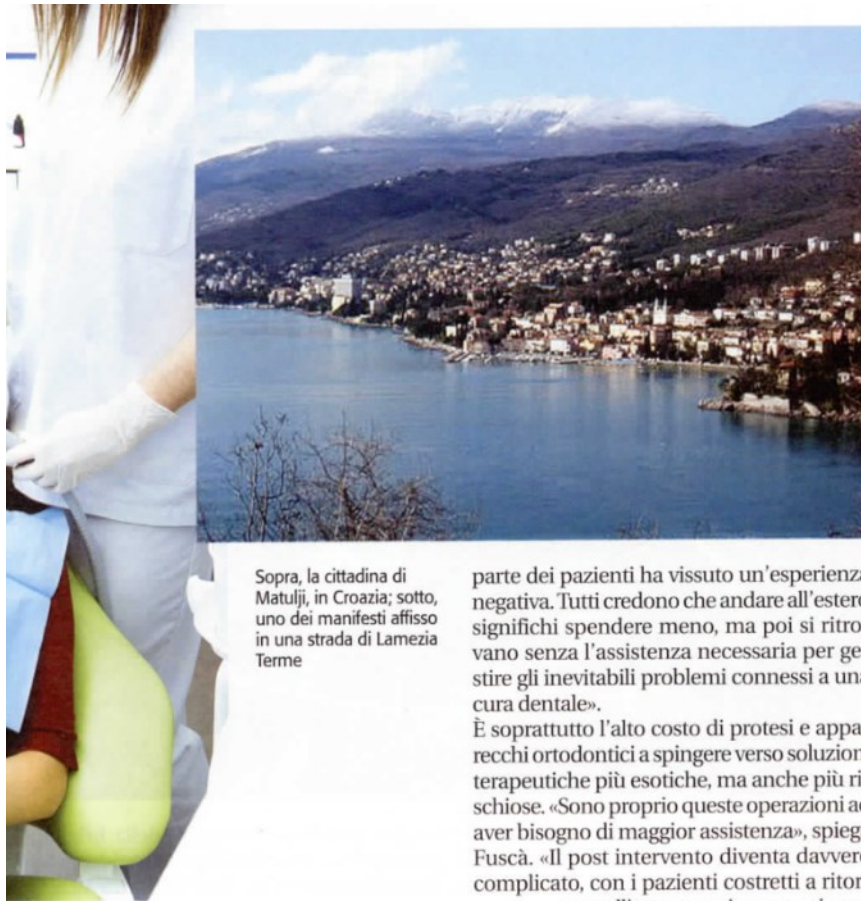 Sopra, la cittadina di
Matulji, in Croazia; sotto,
uno dei manifesti affisso
in una strada di Lamezia
Terme
parte dei pazienti ha vissuto un'esperienza
negativa. Tutti credono che andare all'estero
significhi spendere meno, ma poi si ritro-
vano senza l'assistenza necessaria per ge-
stire gli inevitabili problemi connessi a una
cura dentale».
È soprattutto l'alto costo di protesi e appa-
recchi ortodontici a spingere verso soluzion
terapeutiche più esotiche, ma anche più ri-
schiose. «Sono proprio queste operazioni ad
aver bisogno di maggior assistenza», spieg
Fuscà. «Il post intervento diventa davvero
complicato, con i pazienti costretti a ritor-